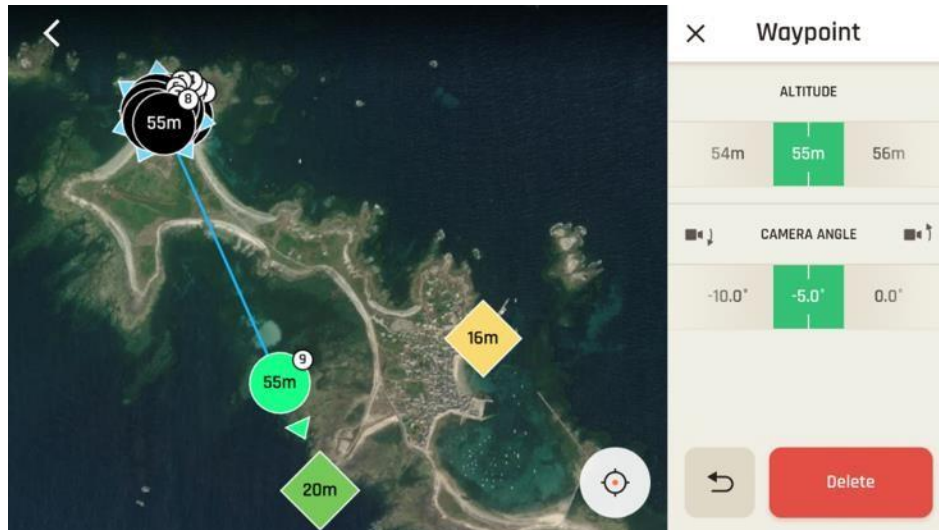 Waypoint
8
55m
ALTITUDE
54m
55m
56m
CAMERA ANGLE
-10.0°
-5.0°
0.0°
16m
9
55m
20m
Delete